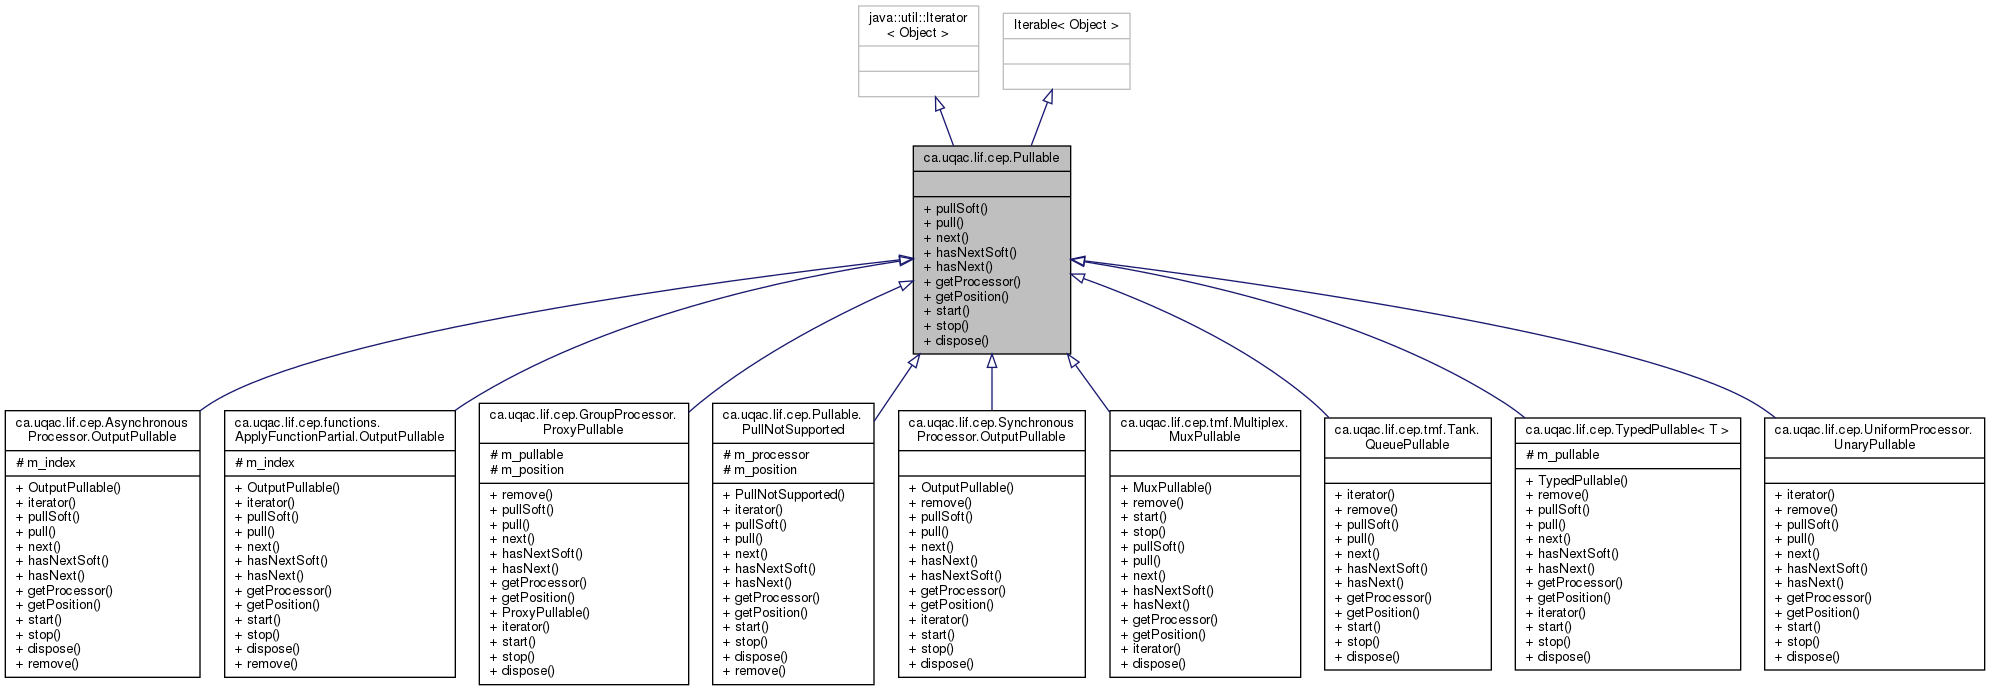 java::util::Iterator
< Object >
Iterable< Object >
ca.uqac.lif.cep.Pullable
+ pullSoft()
+ pull()
+ next()
+ hasNextSoft()
+ hasNext()
+ getProcessor()
+ getPosition()
+ start()
+ stop()
+ dispose()
ca.uqac.lif.cep.Asynchronous
Processor.OutputPullable
# m_index
+ OutputPullable()
+ iterator()
+ pullSoft()
+ pull()
+ next()
+ hasNextSoft()
+ hasNext()
+ getProcessor()
+ getPosition()
+ start()
+ stop()
+ dispose()
+ remove()
ca.uqac.lif.cep.functions.
ApplyFunctionPartial.OutputPullable
# m_index
+ OutputPullable()
+ iterator()
+ pullSoft()
+ pull()
+ next()
+ hasNextSoft()
+ hasNext()
+ getProcessor()
+ getPosition()
+ start()
+ stop()
+ dispose()
+ remove()
ca.uqac.lif.cep.GroupProcessor.
ProxyPullable
# m_pullable
# m_position
+ remove()
+ pullSoft()
+ pull()
+ next()
+ hasNextSoft()
+ hasNext()
+ getProcessor()
+ getPosition()
+ ProxyPullable()
+ iterator()
+ start()
+ stop()
+ dispose()
ca.uqac.lif.cep.Pullable.
PullNotSupported
# m_processor
# m_position
+ PullNotSupported()
+ iterator()
+ pullSoft()
+ pull()
+ next()
+ hasNextSoft()
+ hasNext()
+ getProcessor()
+ getPosition()
+ start()
+ stop()
+ dispose()
+ remove()
ca.uqac.lif.cep.Synchronous
Processor.OutputPullable
+ OutputPullable()
+ remove()
+ pullSoft()
+ pull()
+ next()
+ hasNext()
+ hasNextSoft()
+ getProcessor()
+ getPosition()
+ iterator()
+ start()
+ stop()
+ dispose()
ca.uqac.lif.cep.tmf.Multiplex.
MuxPullable
+ MuxPullable()
+ remove()
+ start()
+ stop()
+ pullSoft()
+ pull()
+ next()
+ hasNextSoft()
+ hasNext()
+ getProcessor()
+ getPosition()
+ iterator()
+ dispose()
ca.uqac.lif.cep.tmf.Tank.
QueuePullable
+ iterator()
+ remove()
+ pullSoft()
+ pull()
+ next()
+ hasNextSoft()
+ hasNext()
+ getProcessor()
+ getPosition()
+ start()
+ stop()
+ dispose()
ca.uqac.lif.cep.TypedPullable< T >
# m_pullable
+ TypedPullable()
+ remove()
+ pullSoft()
+ pull()
+ next()
+ hasNextSoft()
+ hasNext()
+ getProcessor()
+ getPosition()
+ iterator()
+ start()
+ stop()
+ dispose()
ca.uqac.lif.cep.UniformProcessor.
UnaryPullable
+ iterator()
+ remove()
+ pullSoft()
+ pull()
+ next()
+ hasNextSoft()
+ hasNext()
+ getProcessor()
+ getPosition()
+ start()
+ stop()
+ dispose()